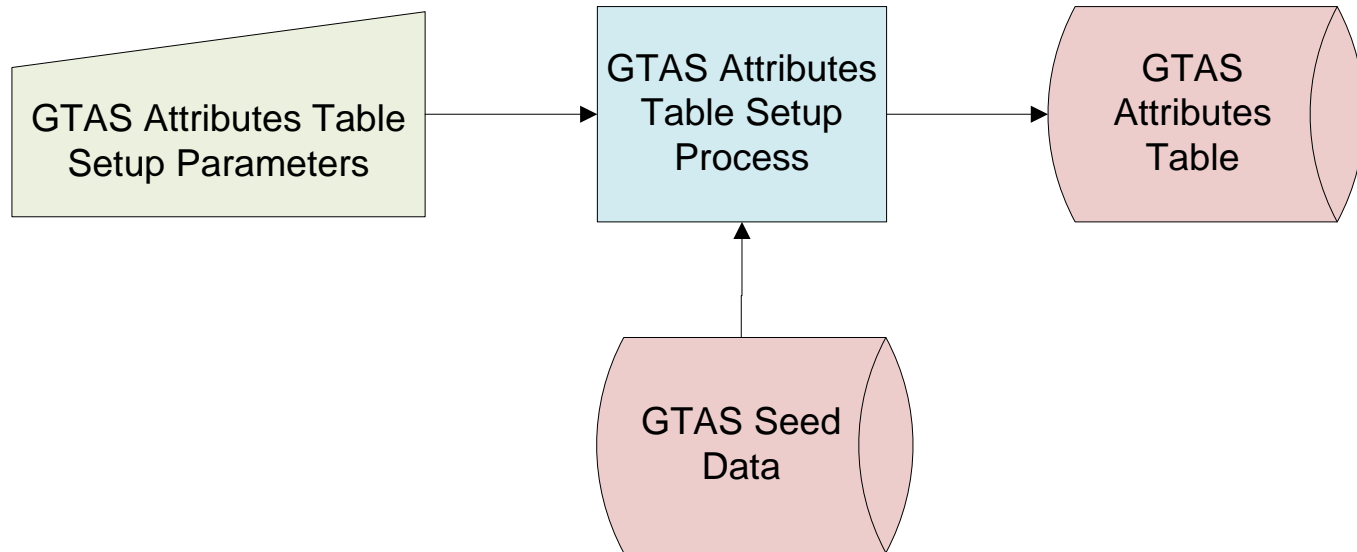 GTAS Attributes Table
Setup Parameters
GTAS Attributes
Table Setup
Process
GTAS
Attributes
Table
GTAS Seed
Data